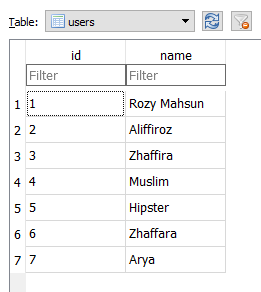 Table: users
id name
Filter Filter
1 1 Rozy Mahsun
2 2 Aliffiroz
3 3 Zhaffira
4 4 Muslim
5 5 Hipster
6 6 Zhaffara
7 7 Arya